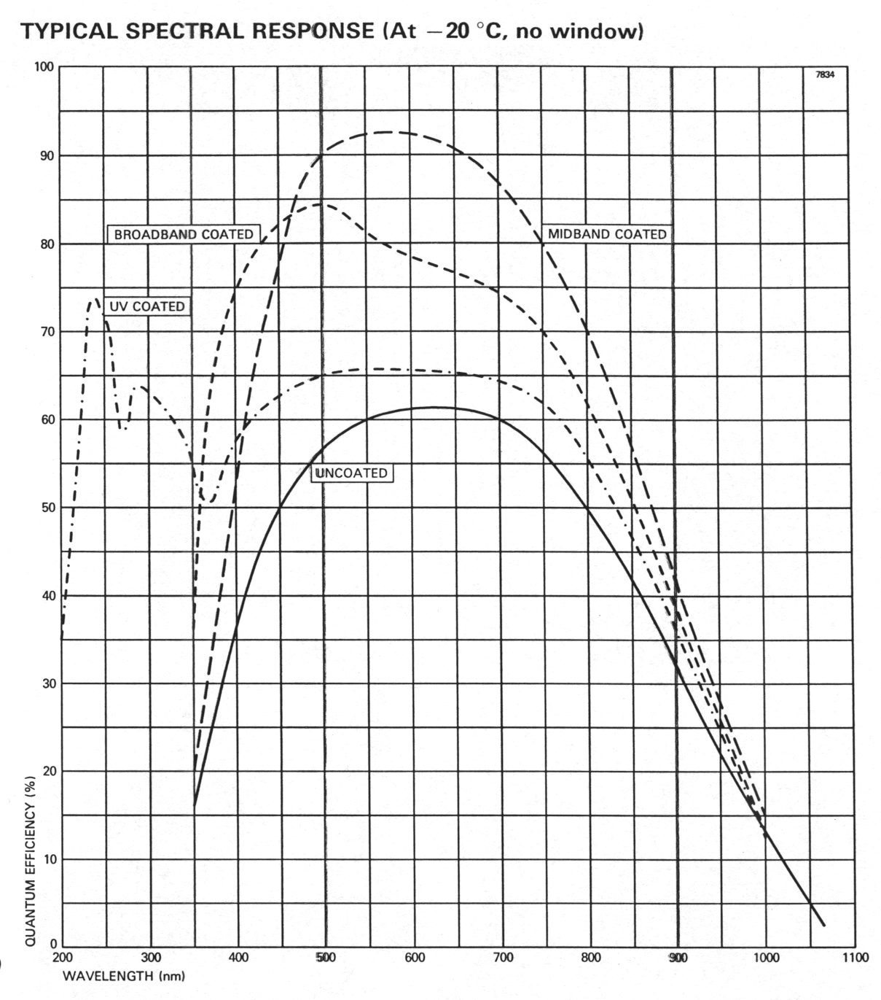 TYPICAL SPECTRAL RESPONSE (At −20 °C, no window)
100
7834
90
BROADBAND COATED
MIDBAND COATED
80
UV COATED
70
60
UNCOATED
50
40
30
20
10
0
QUANTUM EFFICIENCY (%)
200 300 400 500 600 700 800 900 1000 1100
WAVELENGTH (nm)